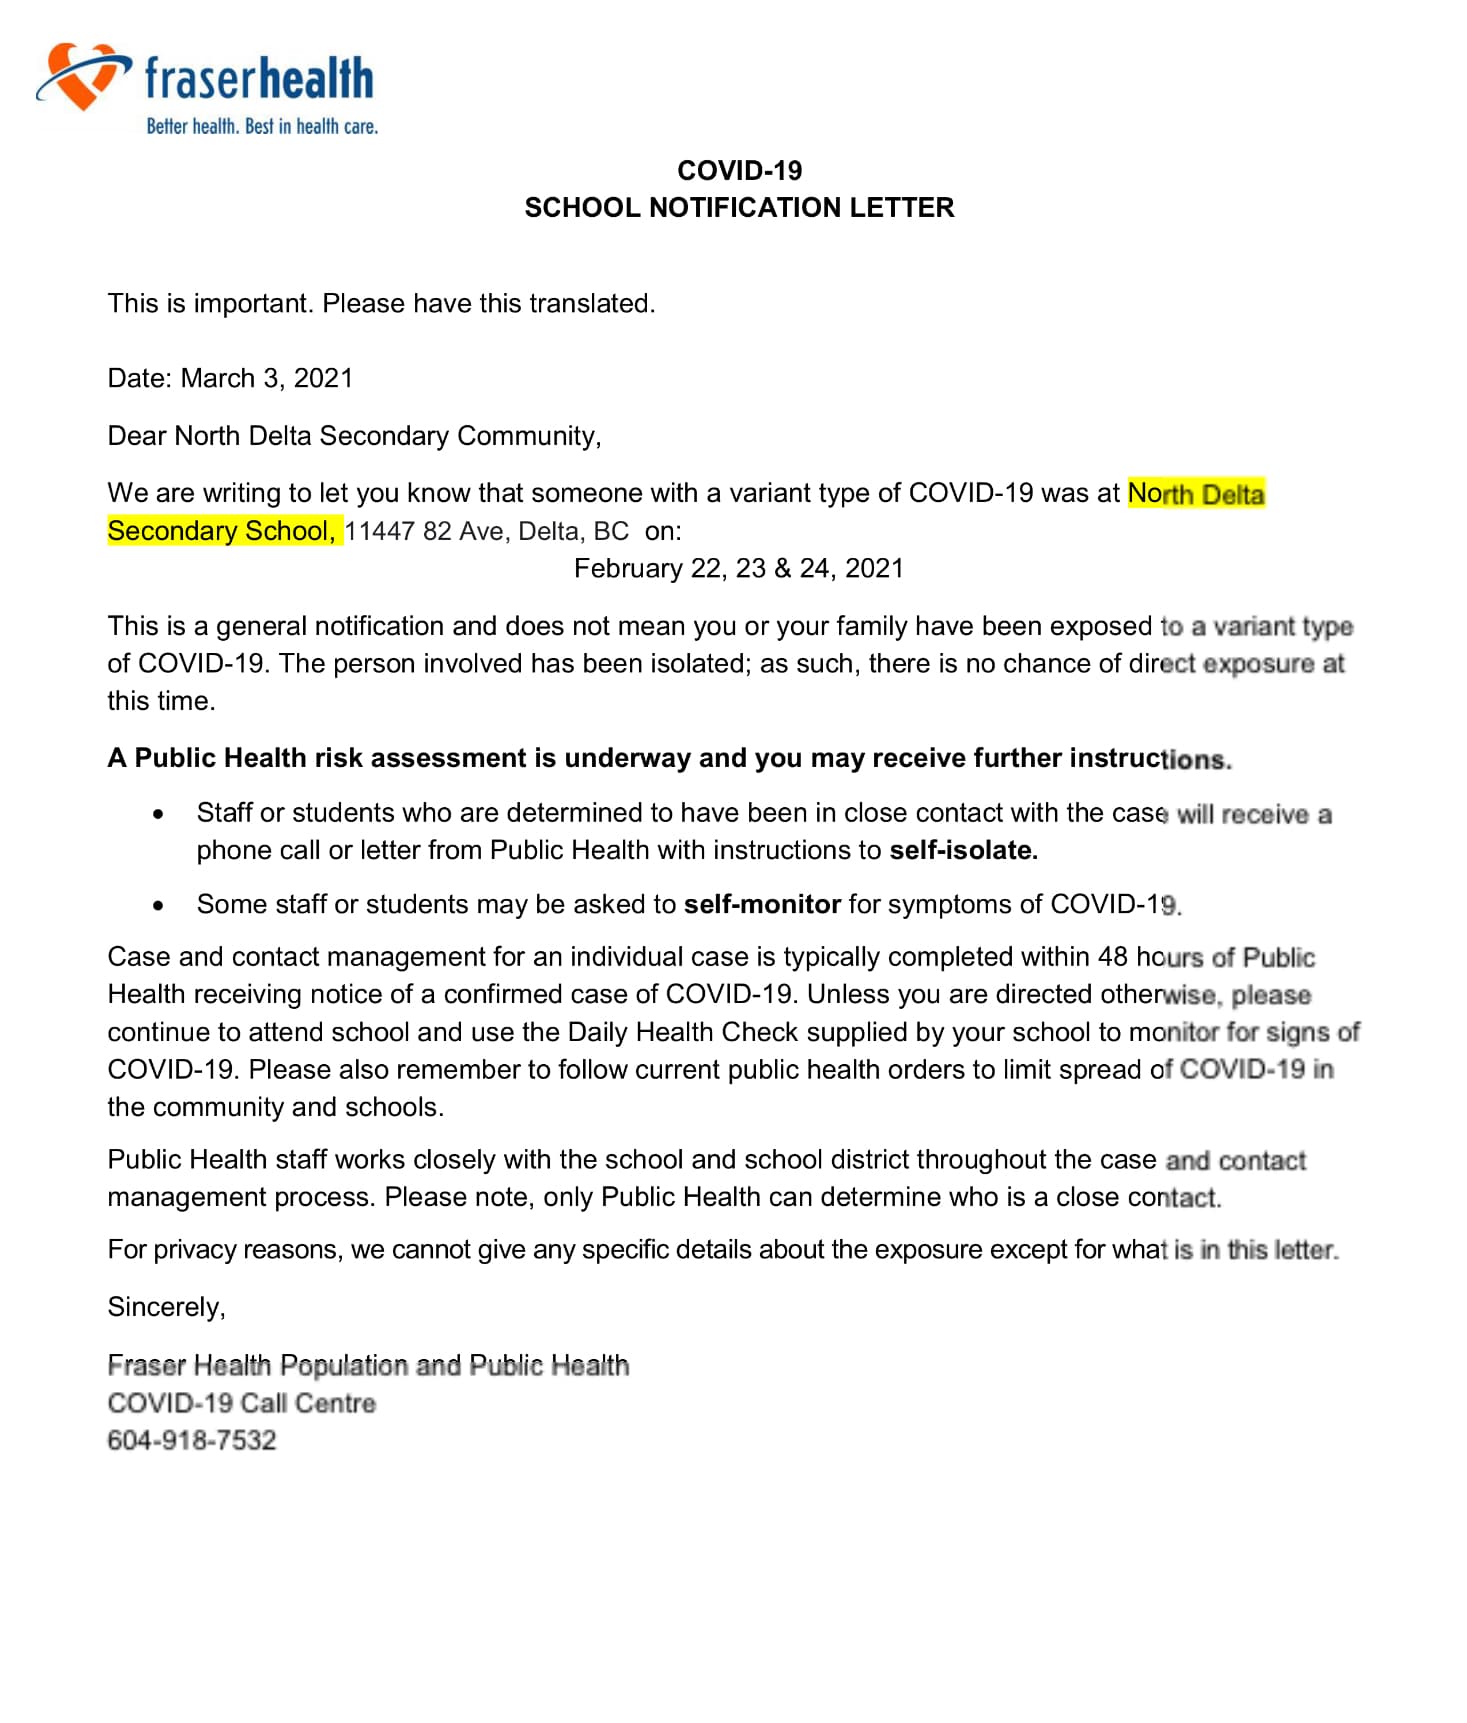 fraserhealth
Better health. Best in health care.
COVID-19
SCHOOL NOTIFICATION LETTER
This is important. Please have this translated.
Date: March 3, 2021
Dear North Delta Secondary Community,
We are writing to let you know that someone with a variant type of COVID-19 was at North Delta
Secondary School, 11447 82 Ave, Delta, BC  on:
February 22, 23 & 24, 2021
This is a general notification and does not mean you or your family have been exposed to a variant type
of COVID-19. The person involved has been isolated; as such, there is no chance of direct exposure at
this time.
A Public Health risk assessment is underway and you may receive further instructions.
• Staff or students who are determined to have been in close contact with the case will receive a
phone call or letter from Public Health with instructions to self-isolate.
• Some staff or students may be asked to self-monitor for symptoms of COVID-19.
Case and contact management for an individual case is typically completed within 48 hours of Public
Health receiving notice of a confirmed case of COVID-19. Unless you are directed otherwise, please
continue to attend school and use the Daily Health Check supplied by your school to monitor for signs of
COVID-19. Please also remember to follow current public health orders to limit spread of COVID-19 in
the community and schools.
Public Health staff works closely with the school and school district throughout the case and contact
management process. Please note, only Public Health can determine who is a close contact.
For privacy reasons, we cannot give any specific details about the exposure except for what is in this letter.
Sincerely,
Fraser Health Population and Public Health
COVID-19 Call Centre
604-918-7532